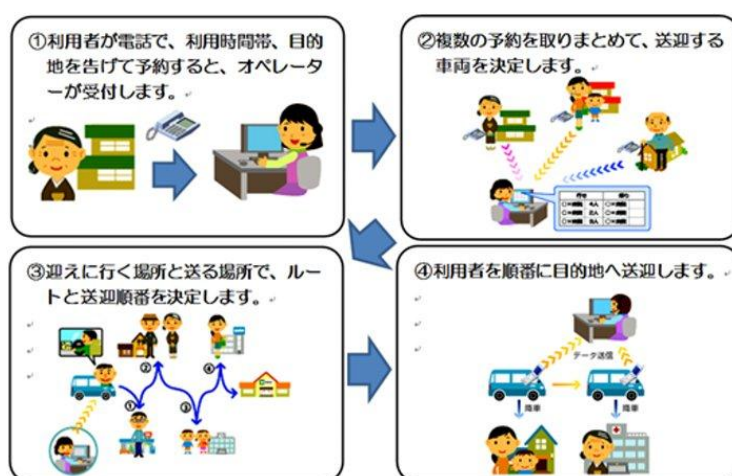 ①利用者が電話で、利用時間帯、目的
地を告げて予約すると、オペレーター
が受付します。
②複数の予約を取りまとめて、送迎する
車両を決定します。
③迎えに行く場所と送る場所で、ルー
トと送迎順番を決定します。
②
④
①
③
④利用者を順番に目的地へ送迎します。
データ送信
降車
降車